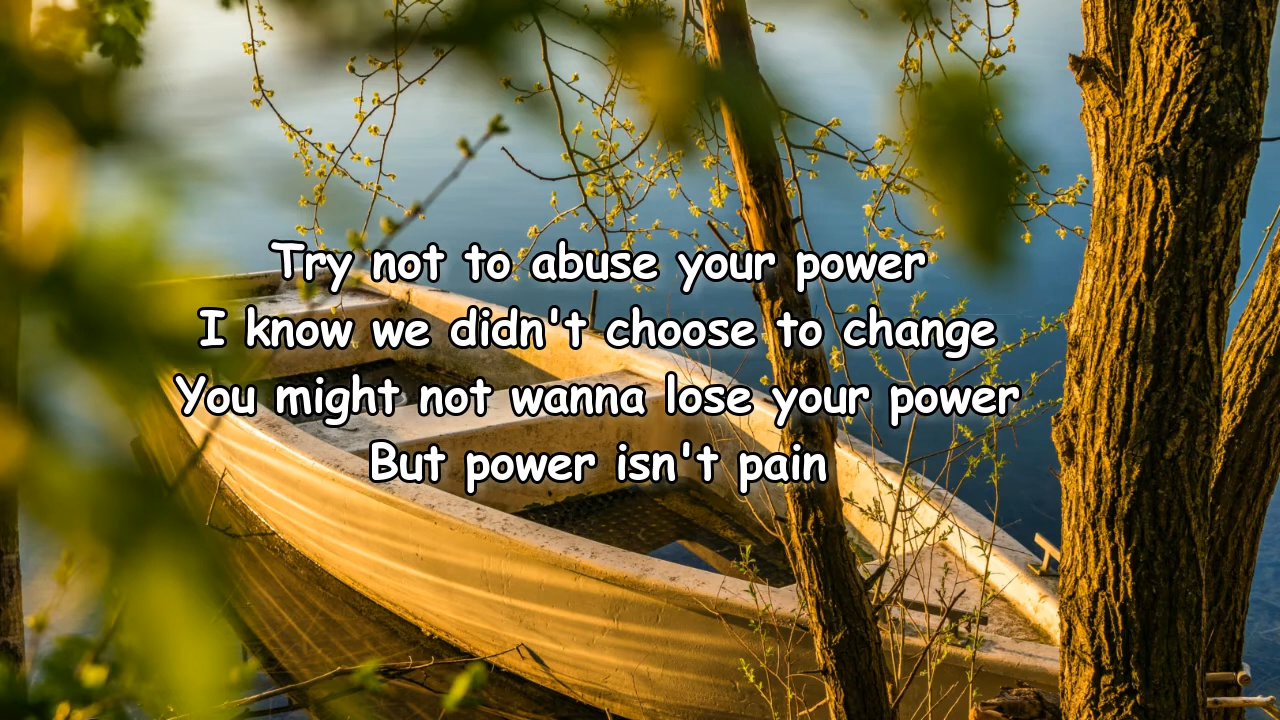 Try not to abuse your power
I know we didn't choose to change
You might not wanna lose your power
But power isn't pain